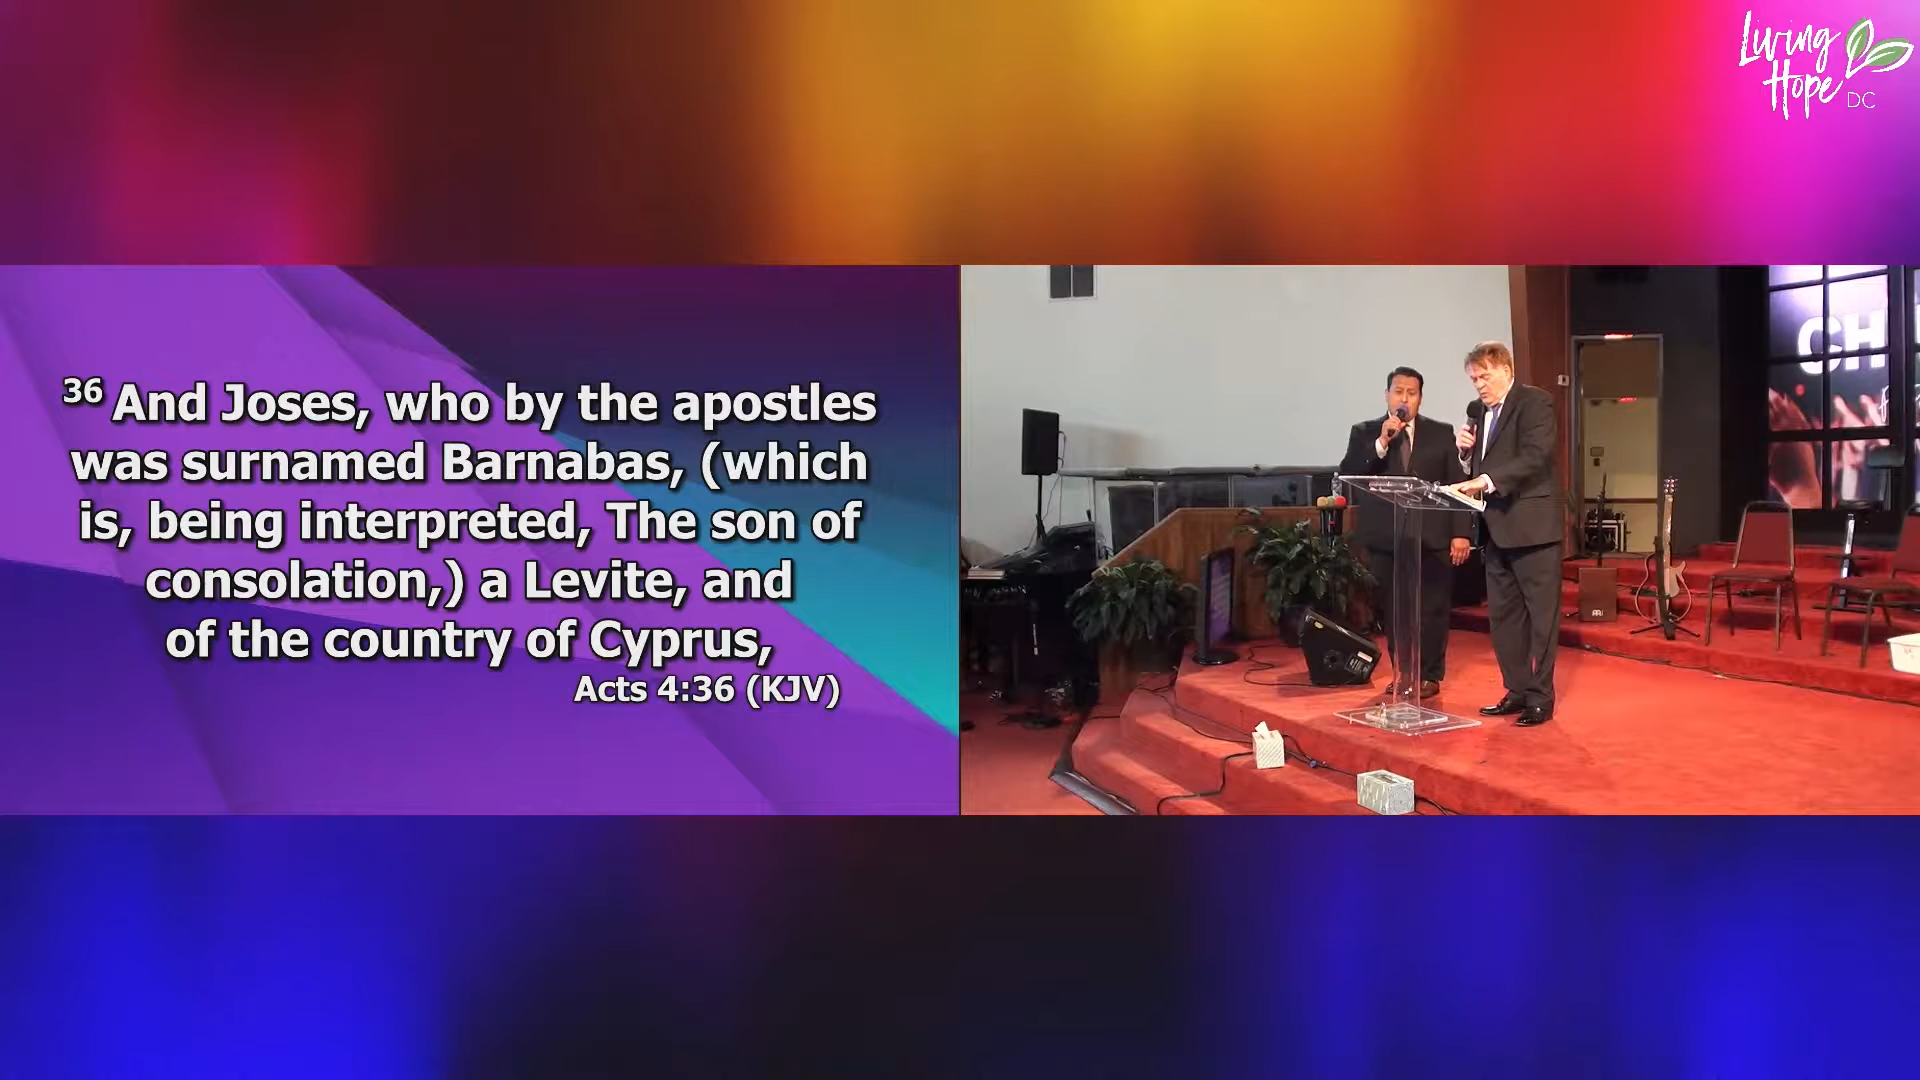 Living
Hope
DC
36 And Joses, who by the apostles
was surnamed Barnabas, (which
is, being interpreted, The son of
consolation,) a Levite, and
of the country of Cyprus,
Acts 4:36 (KJV)
CH